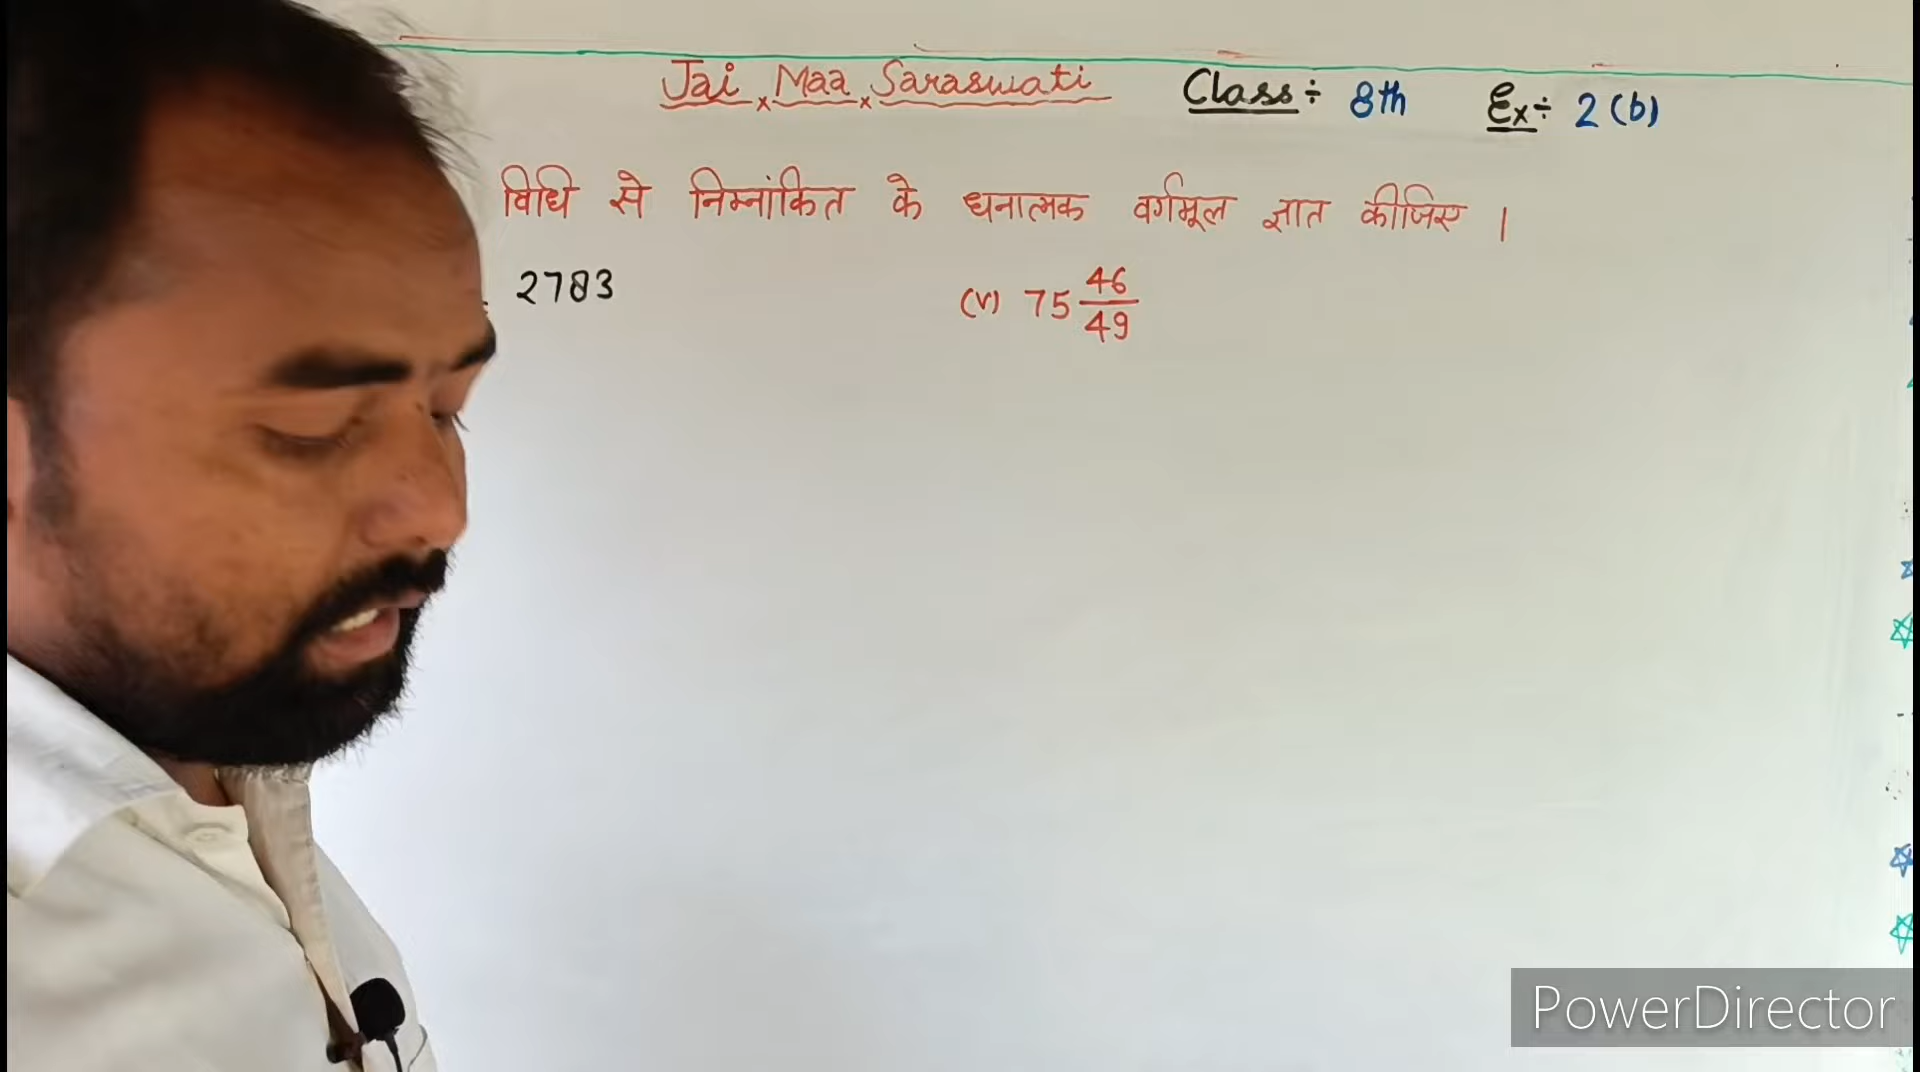 Jai x Maa x Saraswati Class ÷ 8th Ex ÷ 2 (b)
विधि से निम्नांकित के धनात्मक वर्गमूल ज्ञात कीजिए ।
2783 (v) 75 46/49
PowerDirector